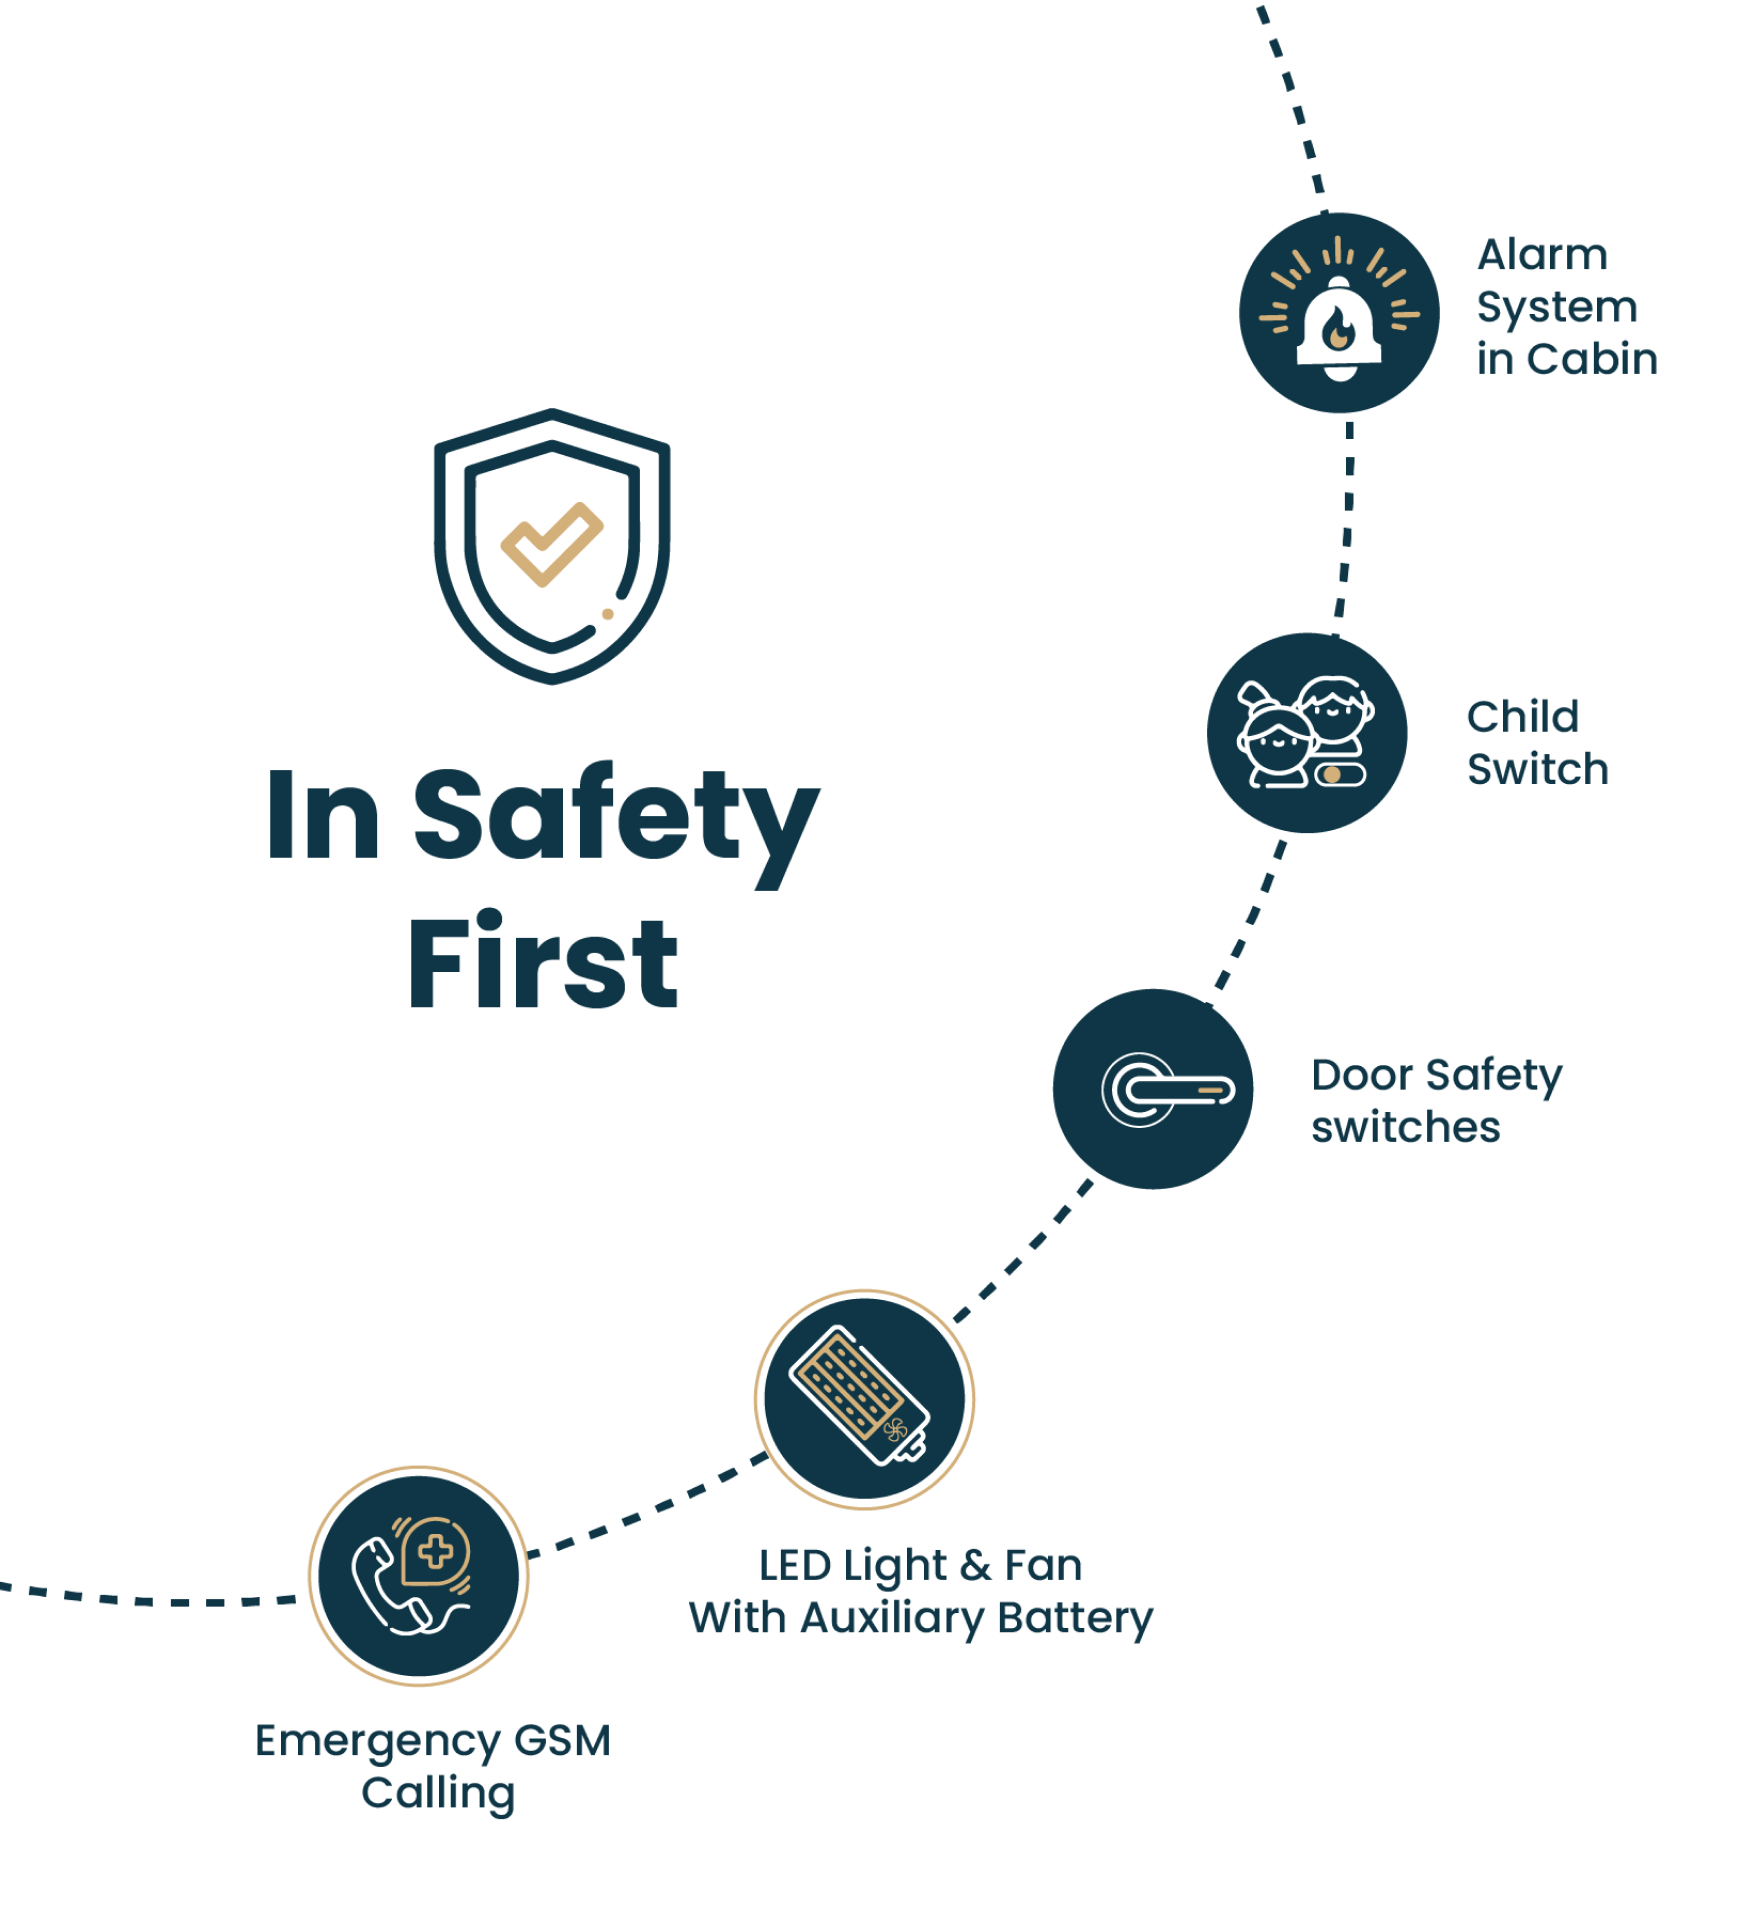 In Safety
First
Alarm
System
in Cabin
Child
Switch
Door Safety
switches
LED Light & Fan
With Auxiliary Battery
Emergency GSM
Calling